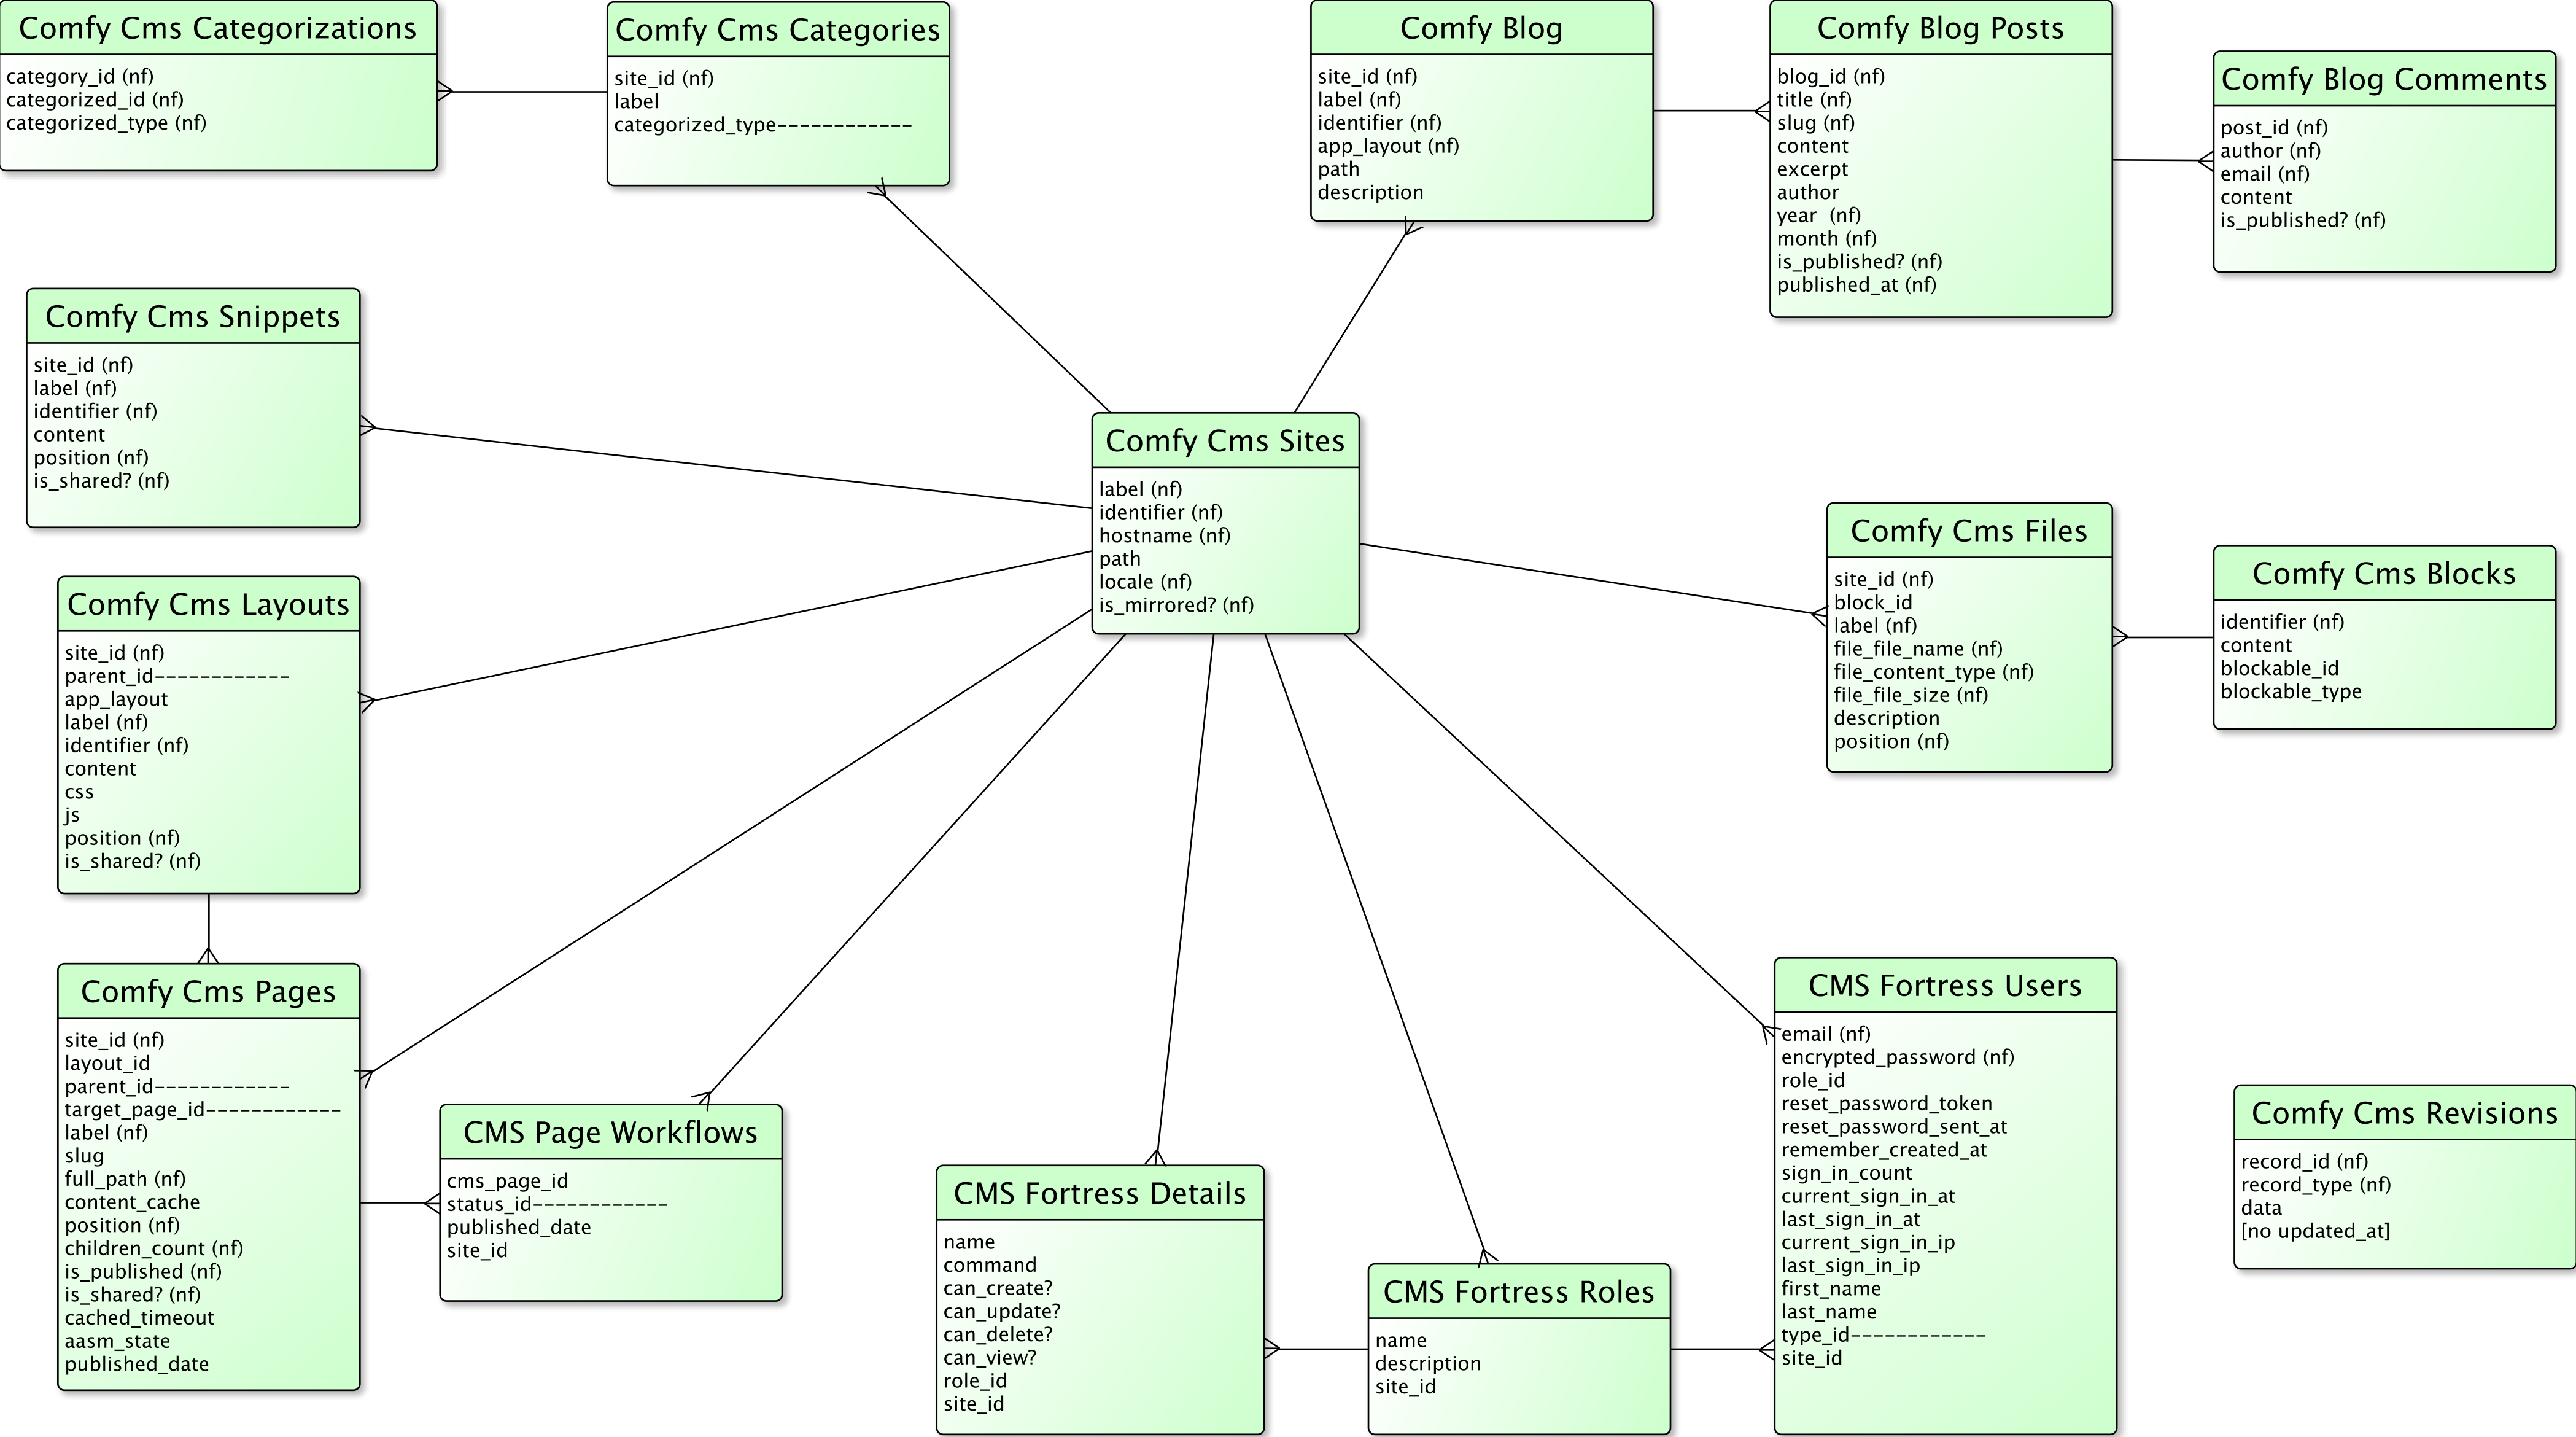 Comfy Cms Categorizations
category_id (nf)
categorized_id (nf)
categorized_type (nf)
Comfy Cms Categories
site_id (nf)
label
categorized_type------------
Comfy Blog
site_id (nf)
label (nf)
identifier (nf)
app_layout (nf)
path
description
Comfy Blog Posts
blog_id (nf)
title (nf)
slug (nf)
content
excerpt
author
year  (nf)
month (nf)
is_published? (nf)
published_at (nf)
Comfy Blog Comments
post_id (nf)
author (nf)
email (nf)
content
is_published? (nf)
Comfy Cms Snippets
site_id (nf)
label (nf)
identifier (nf)
content
position (nf)
is_shared? (nf)
Comfy Cms Sites
label (nf)
identifier (nf)
hostname (nf)
path
locale (nf)
is_mirrored? (nf)
Comfy Cms Files
site_id (nf)
block_id
label (nf)
file_file_name (nf)
file_content_type (nf)
file_file_size (nf)
description
position (nf)
Comfy Cms Blocks
identifier (nf)
content
blockable_id
blockable_type
Comfy Cms Layouts
site_id (nf)
parent_id------------
app_layout
label (nf)
identifier (nf)
content
css
js
position (nf)
is_shared? (nf)
Comfy Cms Pages
site_id (nf)
layout_id
parent_id------------
target_page_id------------
label (nf)
slug
full_path (nf)
content_cache
position (nf)
children_count (nf)
is_published (nf)
is_shared? (nf)
cached_timeout
aasm_state
published_date
CMS Page Workflows
cms_page_id
status_id------------
published_date
site_id
CMS Fortress Details
name
command
can_create?
can_update?
can_delete?
can_view?
role_id
site_id
CMS Fortress Roles
name
description
site_id
CMS Fortress Users
email (nf)
encrypted_password (nf)
role_id
reset_password_token
reset_password_sent_at
remember_created_at
sign_in_count
current_sign_in_at
last_sign_in_at
current_sign_in_ip
last_sign_in_ip
first_name
last_name
type_id------------
site_id
Comfy Cms Revisions
record_id (nf)
record_type (nf)
data
[no updated_at]